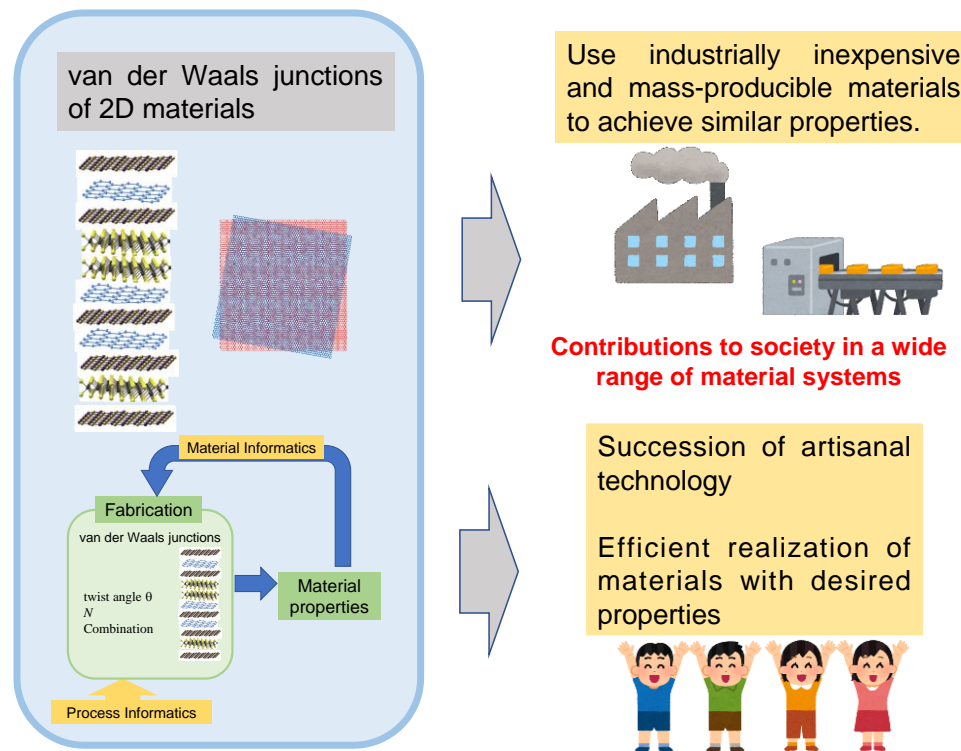 van der Waals junctions
of 2D materials
Material Informatics
Fabrication
van der Waals junctions
twist angle θ
N
Combination
Material
properties
Process Informatics
Use industrially inexpensive
and mass-producible materials
to achieve similar properties.
Contributions to society in a wide
range of material systems
Succession of artisanal
technology
Efficient realization of
materials with desired
properties